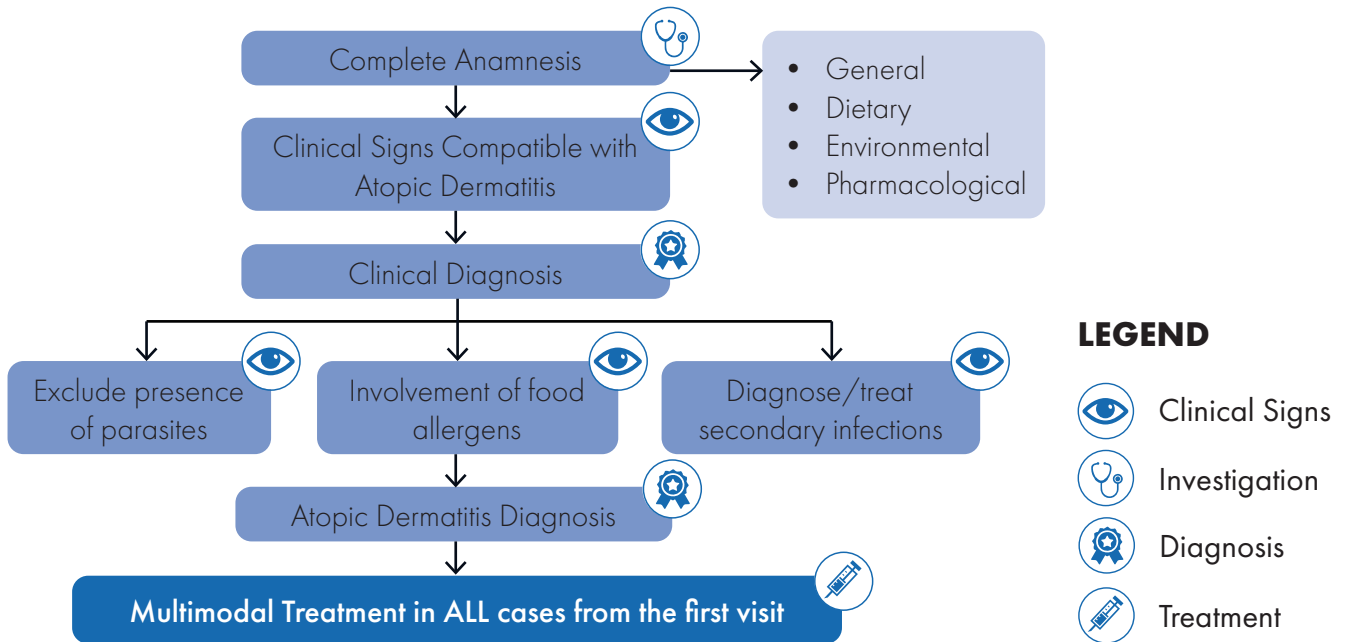 Complete Anamnesis
• General
• Dietary
• Environmental
• Pharmacological
Clinical Signs Compatible with
Atopic Dermatitis
Clinical Diagnosis
Exclude presence
of parasites
Involvement of food
allergens
Diagnose/treat
secondary infections
Atopic Dermatitis Diagnosis
Multimodal Treatment in ALL cases from the first visit
LEGEND
Clinical Signs
Investigation
Diagnosis
Treatment